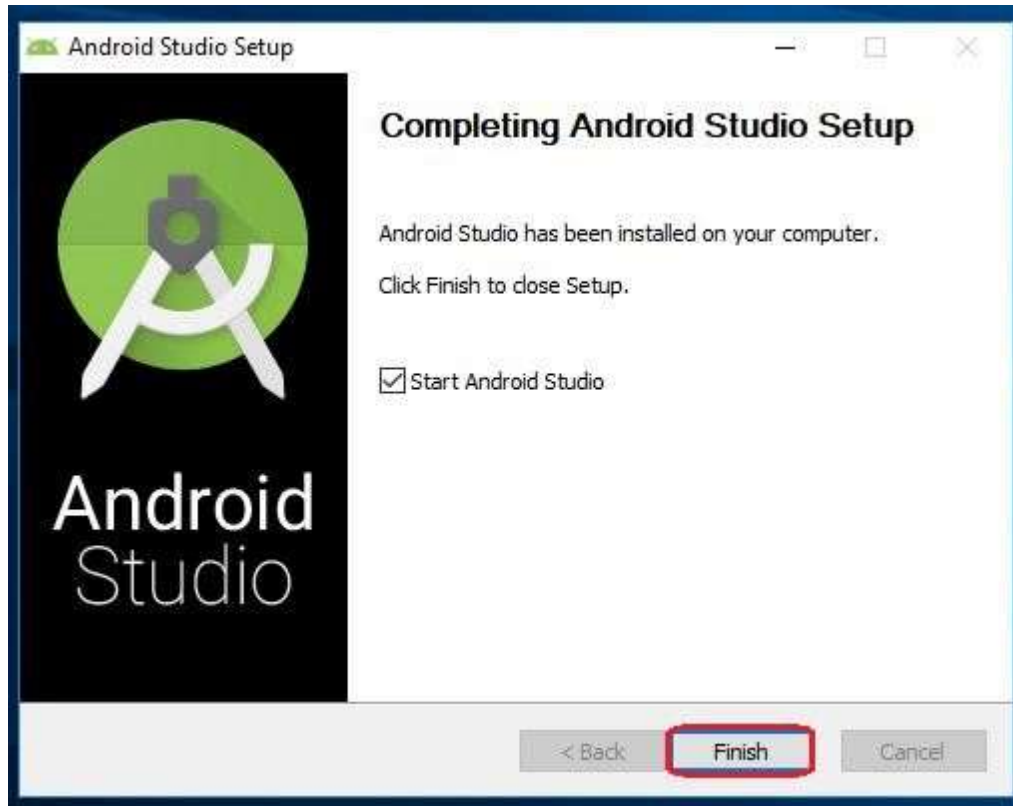 Android Studio Setup
Completing Android Studio Setup
Android Studio has been installed on your computer.
Click Finish to close Setup.
Start Android Studio
Android
Studio
< Back
Finish
Cancel